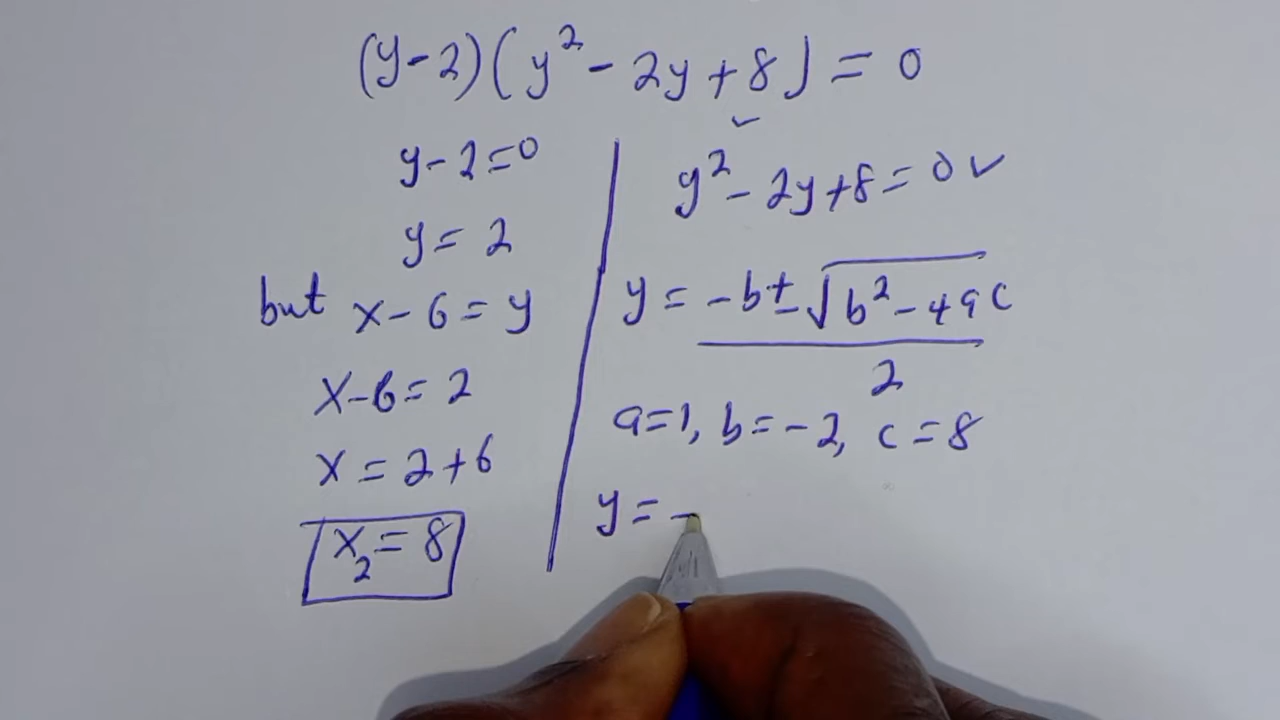 (y-2)(y²-2y+8)=0
y-2=0
y=2
but x-6=y
x-6=2
x=2+6
x₂=8
y²-2y+8=0✓
y=-b±√b²-4ac
2
a=1, b=-2, c=8
y=-